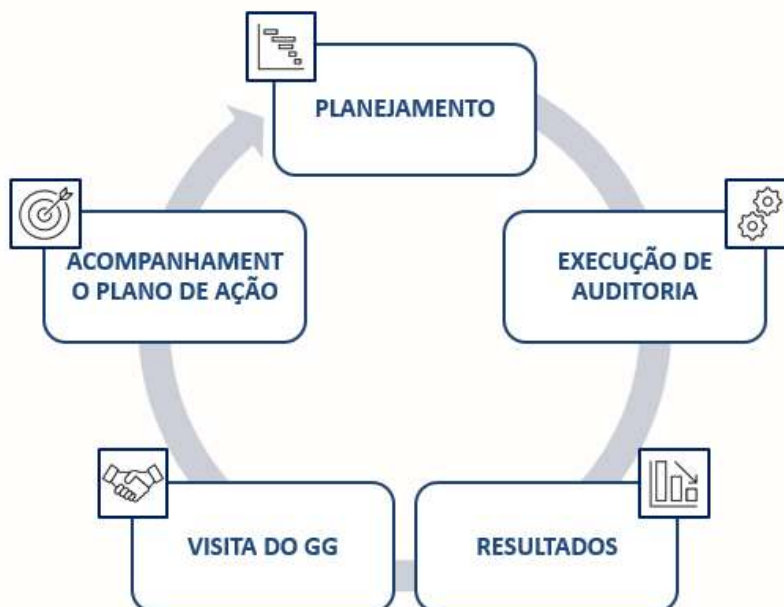 PLANEJAMENTO
EXECUÇÃO DE
AUDITORIA
RESULTADOS
VISITA DO GG
ACOMPANHAMENT
O PLANO DE AÇÃO